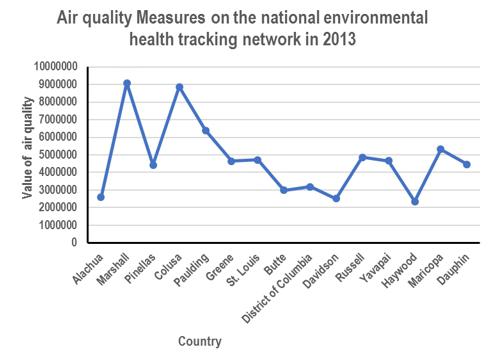 Air quality Measures on the national environmental
health tracking network in 2013
Value of air quality
10000000
9000000
8000000
7000000
6000000
5000000
4000000
3000000
2000000
1000000
0
Alachua
Marshall
Pinellas
Colusa
Paulding
Greene
St. Louis
Butte
District of Columbia
Davidson
Russell
Yavapai
Haywood
Maricopa
Dauphin
Country